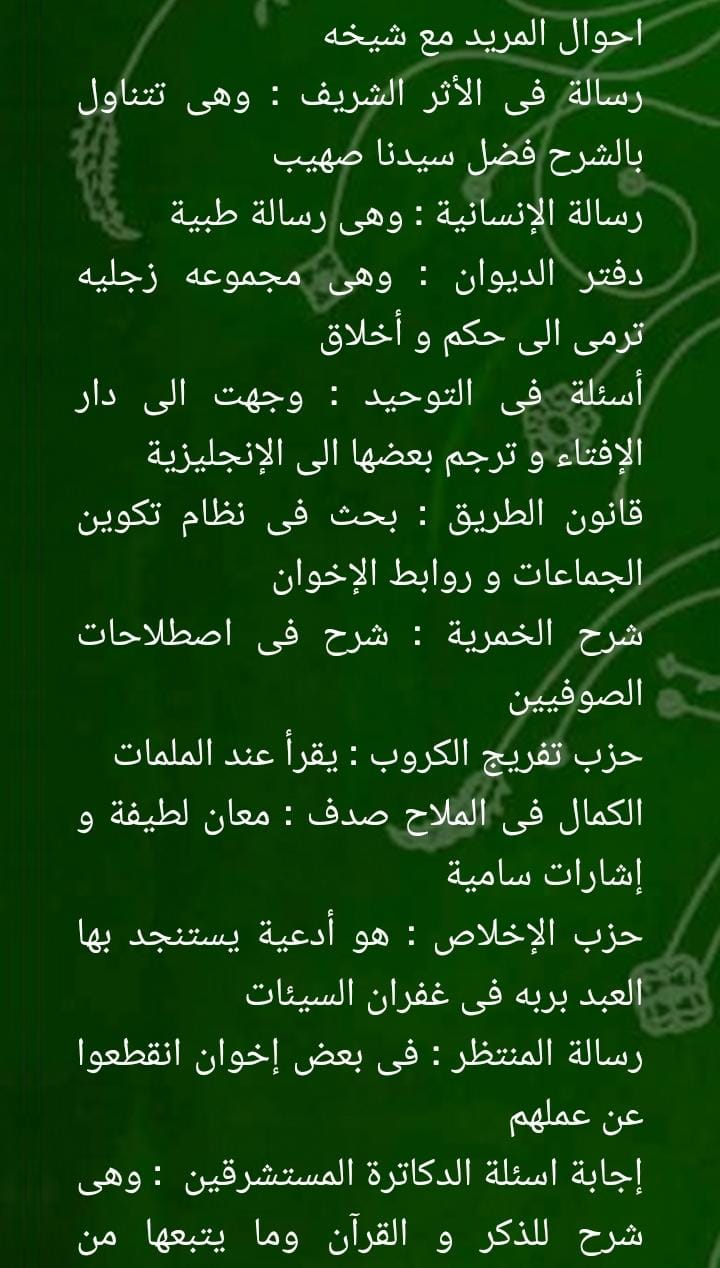 احوال المريد مع شيخه
رسالة فى الأثر الشريف : وهى تتناول
بالشرح فضل سيدنا صهيب
رسالة الإنسانية : وهى رسالة طبية
دفتر الديوان : وهى مجموعه زجليه
ترمى الى حكم و أخلاق
أسئلة فى التوحيد : وجهت الى دار
الإفتاء و ترجم بعضها الى الإنجليزية
قانون الطريق : بحث فى نظام تكوين
الجماعات و روابط الإخوان
شرح الخمرية : شرح فى اصطلاحات
الصوفيين
حزب تفريج الكروب : يقرأ عند الملمات
الكمال فى الملاح صدف : معان لطيفة و
إشارات سامية
حزب الإخلاص : هو أدعية يستنجد بها
العبد بربه فى غفران السيئات
رسالة المنتظر : فى بعض إخوان انقطعوا
عن عملهم
إجابة اسئلة الدكاترة المستشرقين : وهى
شرح للذكر و القرآن وما يتبعها من